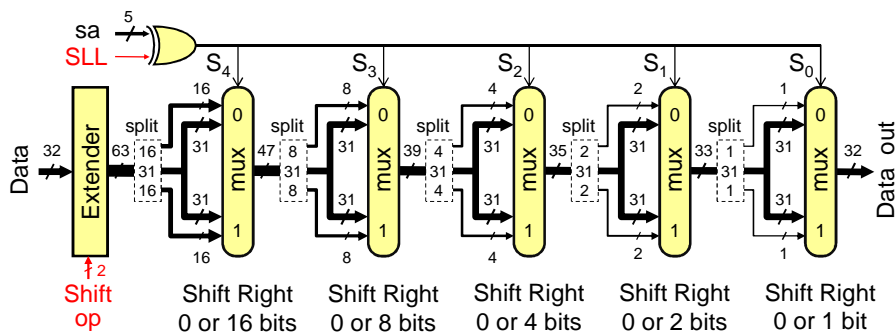 sa
5
SLL
S4
S3
S2
S1
S0
16
8
4
2
1
split
split
split
split
split
0
0
0
0
0
Data
32
Extender
63
16
31
16
31
31
mux
47
8
31
8
31
31
mux
39
4
31
4
31
31
mux
35
2
31
2
31
31
mux
33
1
31
1
31
31
mux
32
Data out
1
1
1
1
1
16
8
4
2
1
2
Shift
op
Shift Right
0 or 16 bits
Shift Right
0 or 8 bits
Shift Right
0 or 4 bits
Shift Right
0 or 2 bits
Shift Right
0 or 1 bit